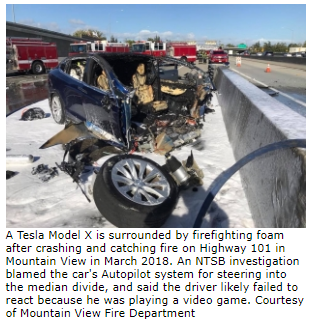 A Tesla Model X is surrounded by firefighting foam
after crashing and catching fire on Highway 101 in
Mountain View in March 2018. An NTSB investigation
blamed the car's Autopilot system for steering into
the median divide, and said the driver likely failed to
react because he was playing a video game. Courtesy
of Mountain View Fire Department